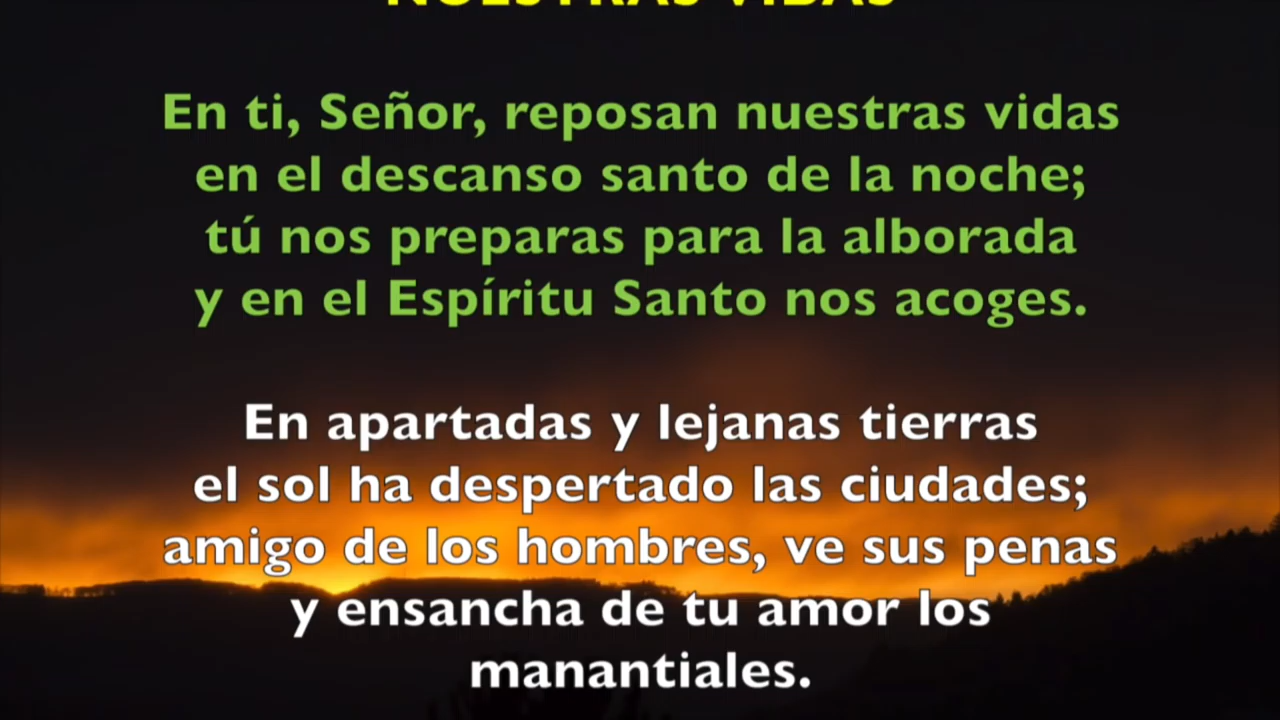 NUESTRAS VIDAS
En ti, Señor, reposan nuestras vidas
en el descanso santo de la noche;
tú nos preparas para la alborada
y en el Espíritu Santo nos acoges.
En apartadas y lejanas tierras
el sol ha despertado las ciudades;
amigo de los hombres, ve sus penas
y ensancha de tu amor los
manantiales.